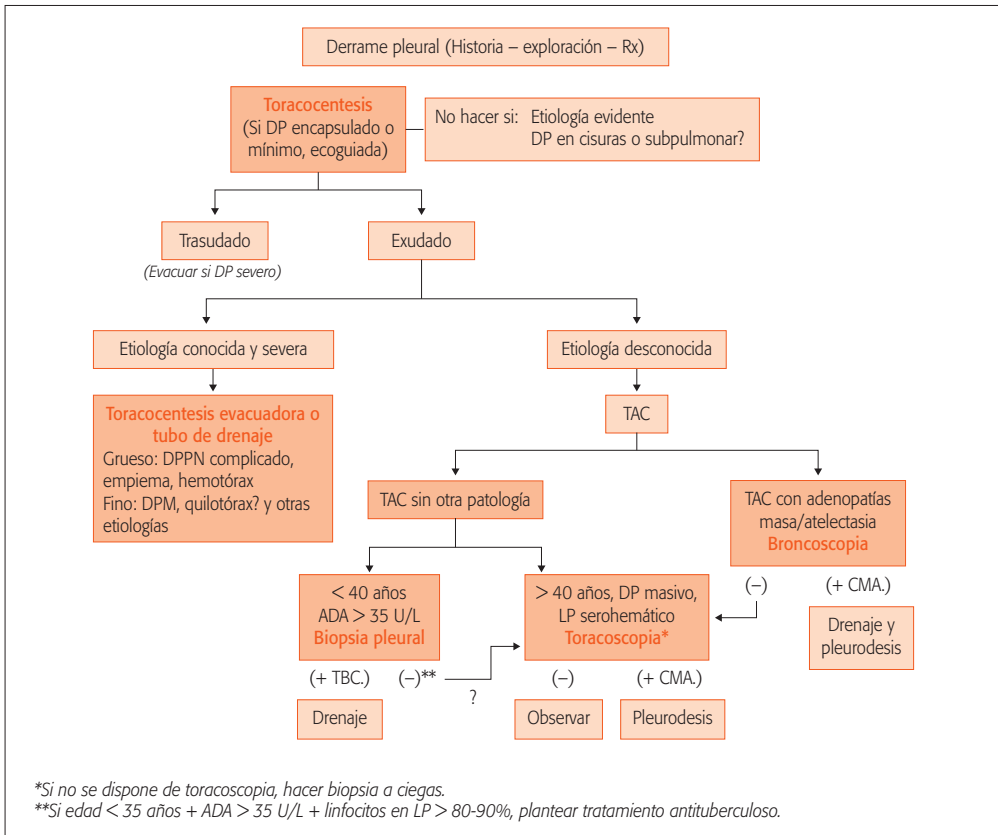 Derrame pleural (Historia – exploración – Rx)
Toracocentesis
(Si DP encapsulado o
mínimo, ecoguiada)
No hacer si: Etiología evidente
DP en cisuras o subpulmonar?
Trasudado
(Evacuar si DP severo)
Exudado
Etiología conocida y severa
Etiología desconocida
Toracocentesis evacuadora o
tubo de drenaje
Grueso: DPPN complicado,
empiema, hemotórax
Fino: DPM, quilotórax? y otras
etiologías
TAC
TAC sin otra patología
TAC con adenopatías
masa/atelectasia
Broncoscopia
(–) (+ CMA.)
Drenaje y
pleurodesis
< 40 años
ADA > 35 U/L
Biopsia pleural
(+ TBC.) (–)**
?
Drenaje
> 40 años, DP masivo,
LP serohemático
Toracoscopia*
(–) (+ CMA.)
Observar
Pleurodesis
*Si no se dispone de toracoscopia, hacer biopsia a ciegas.
**Si edad < 35 años + ADA > 35 U/L + linfocitos en LP > 80-90%, plantear tratamiento antituberculoso.